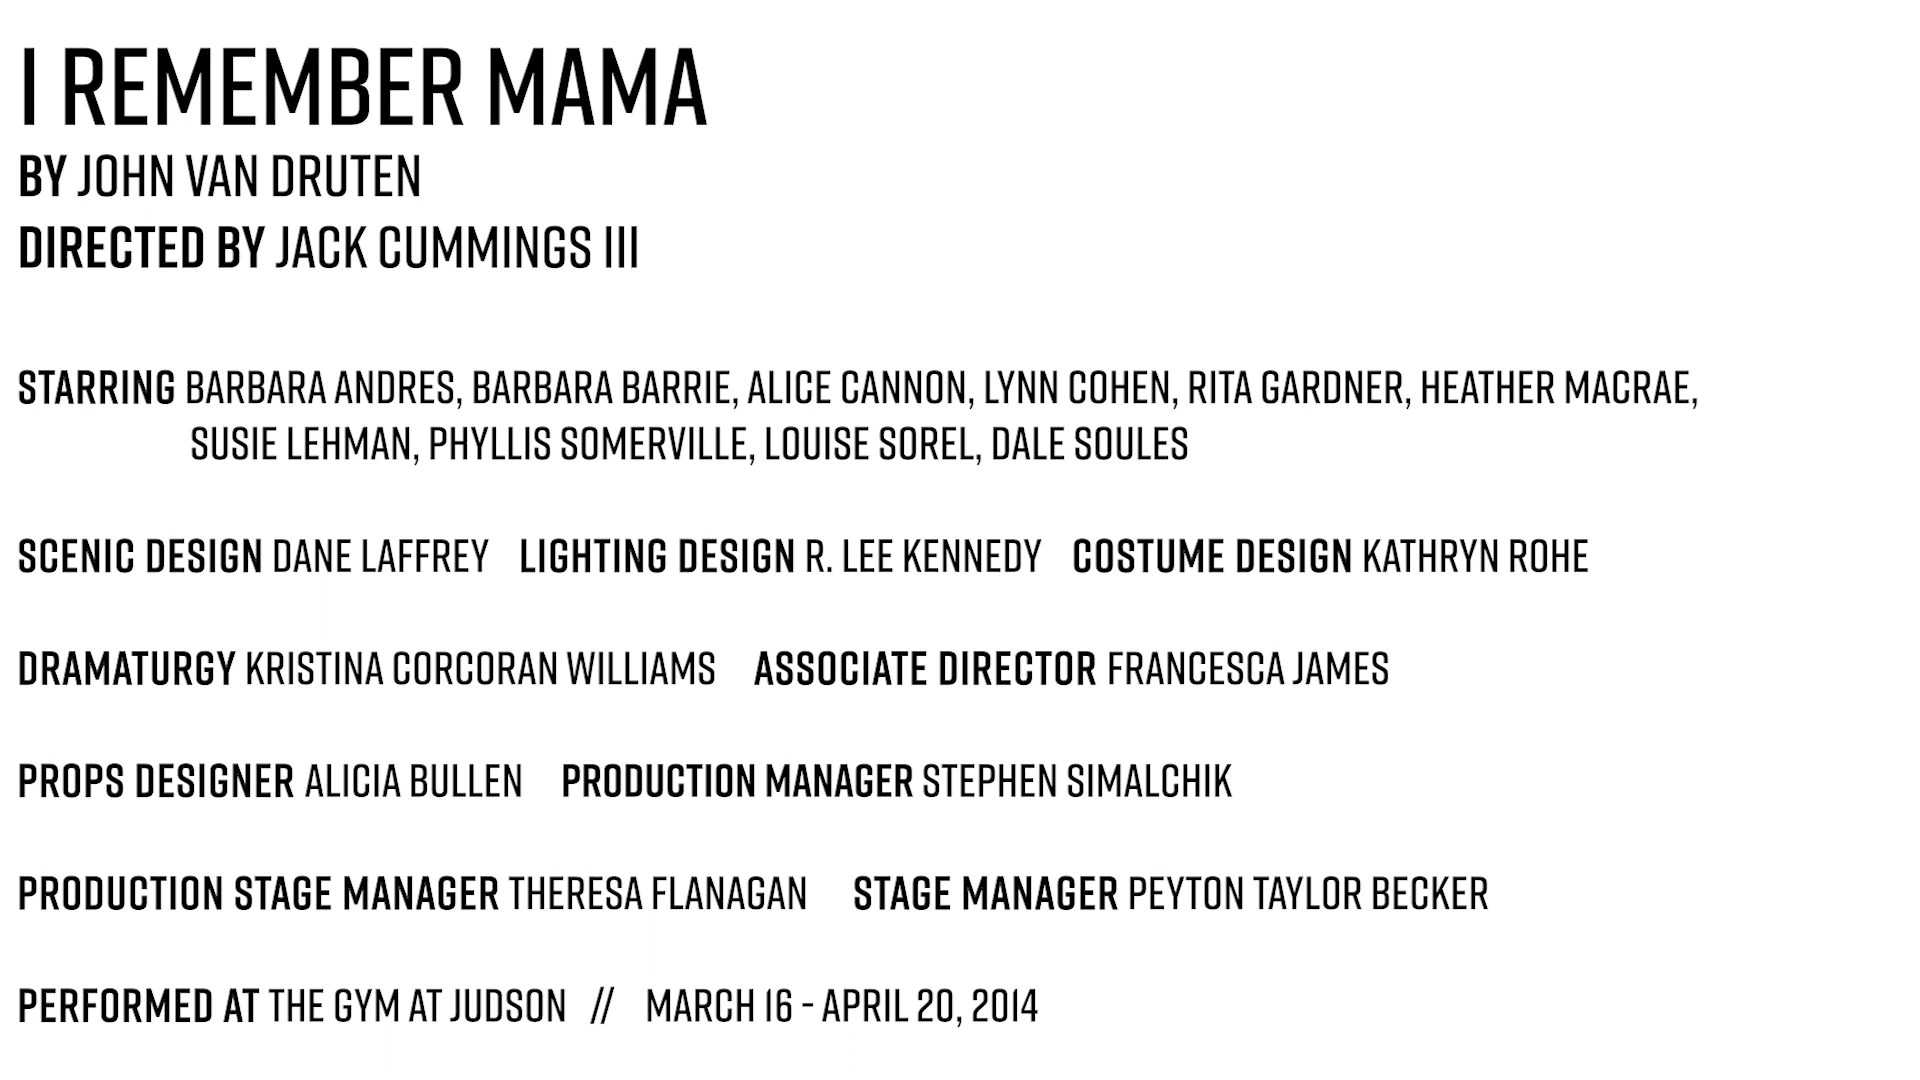 I REMEMBER MAMA
BY JOHN VAN DRUTEN
DIRECTED BY JACK CUMMINGS III
STARRING BARBARA ANDRES, BARBARA BARRIE, ALICE CANNON, LYNN COHEN, RITA GARDNER, HEATHER MACRAE,
SUSIE LEHMAN, PHYLLIS SOMERVILLE, LOUISE SOREL, DALE SOULES
SCENIC DESIGN DANE LAFFREY LIGHTING DESIGN R. LEE KENNEDY COSTUME DESIGN KATHRYN ROHE
DRAMATURGY KRISTINA CORCORAN WILLIAMS ASSOCIATE DIRECTOR FRANCESCA JAMES
PROPS DESIGNER ALICIA BULLEN PRODUCTION MANAGER STEPHEN SIMALCHIK
PRODUCTION STAGE MANAGER THERESA FLANAGAN STAGE MANAGER PEYTON TAYLOR BECKER
PERFORMED AT THE GYM AT JUDSON // MARCH 16 - APRIL 20, 2014